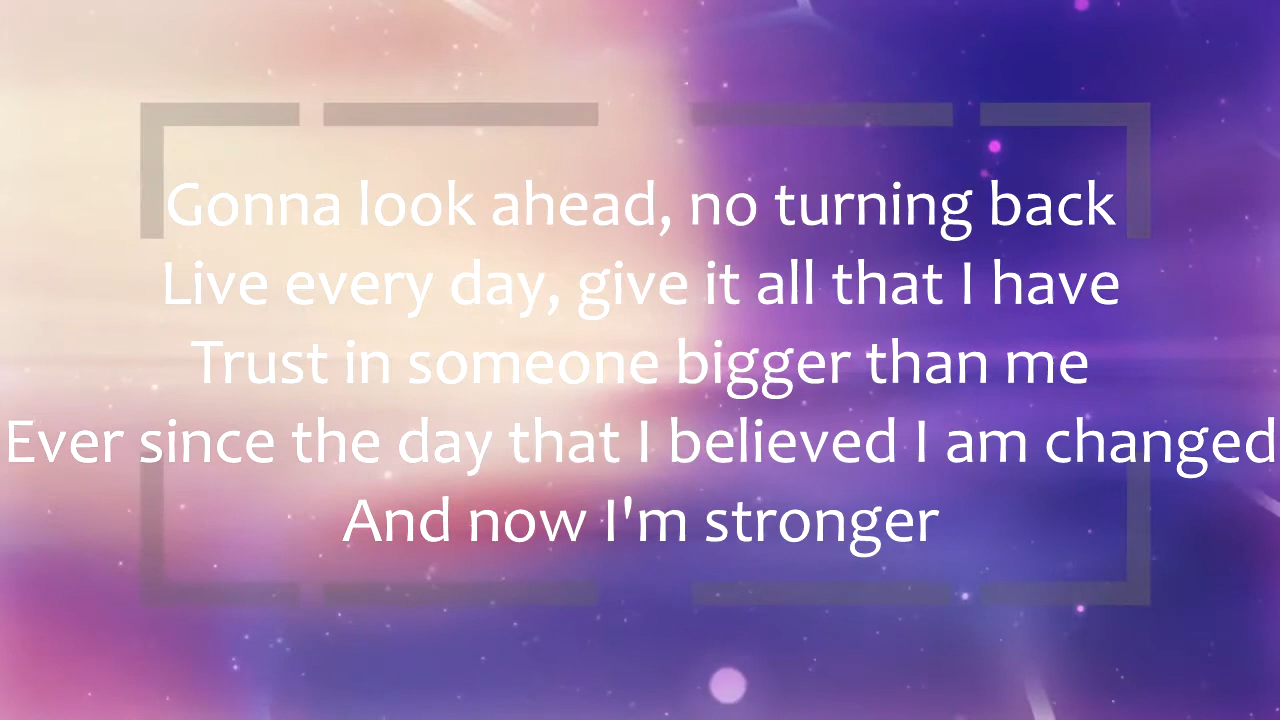 Gonna look ahead, no turning back
Live every day, give it all that I have
Trust in someone bigger than me
Ever since the day that I believed I am changed
And now I'm stronger